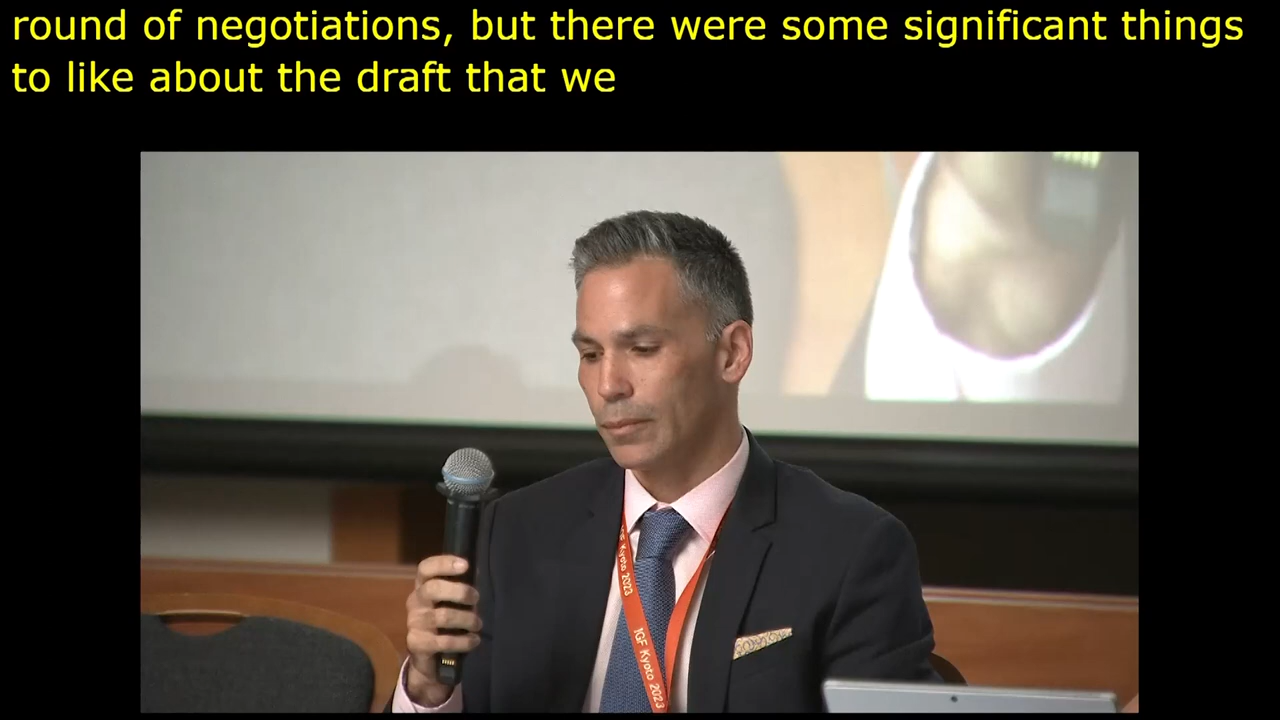 round of negotiations, but there were some significant things
to like about the draft that we
IGF Kyoto 2023
IGF Kyoto 2023